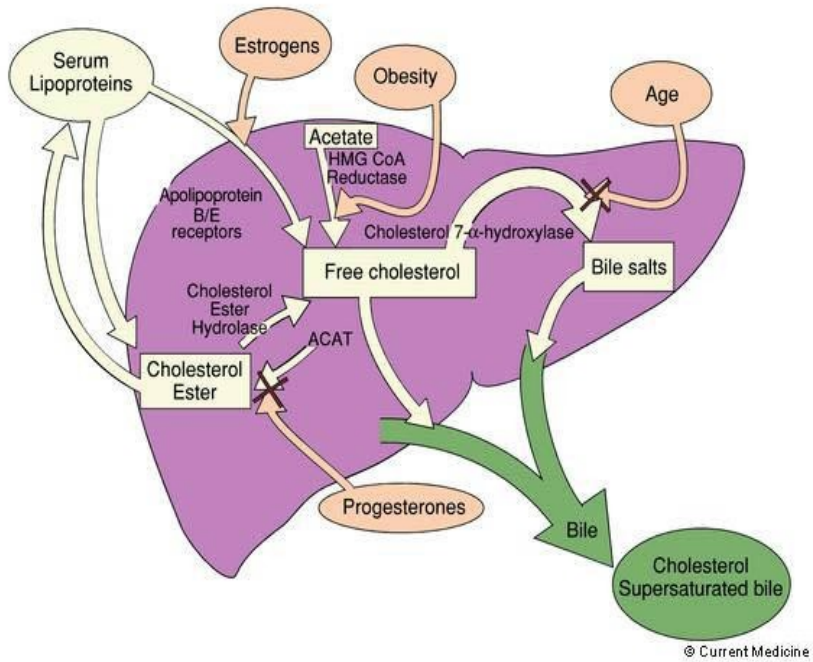 Serum
Lipoproteins
Estrogens
Obesity
Age
Acetate
HMG CoA
Reductase
Apolipoprotein
B/E
receptors
Cholesterol 7-α-hydroxylase
Free cholesterol
Bile salts
Cholesterol
Ester
Hydrolase
ACAT
Cholesterol
Ester
Progesterones
Bile
Cholesterol
Supersaturated bile
© Current Medicine